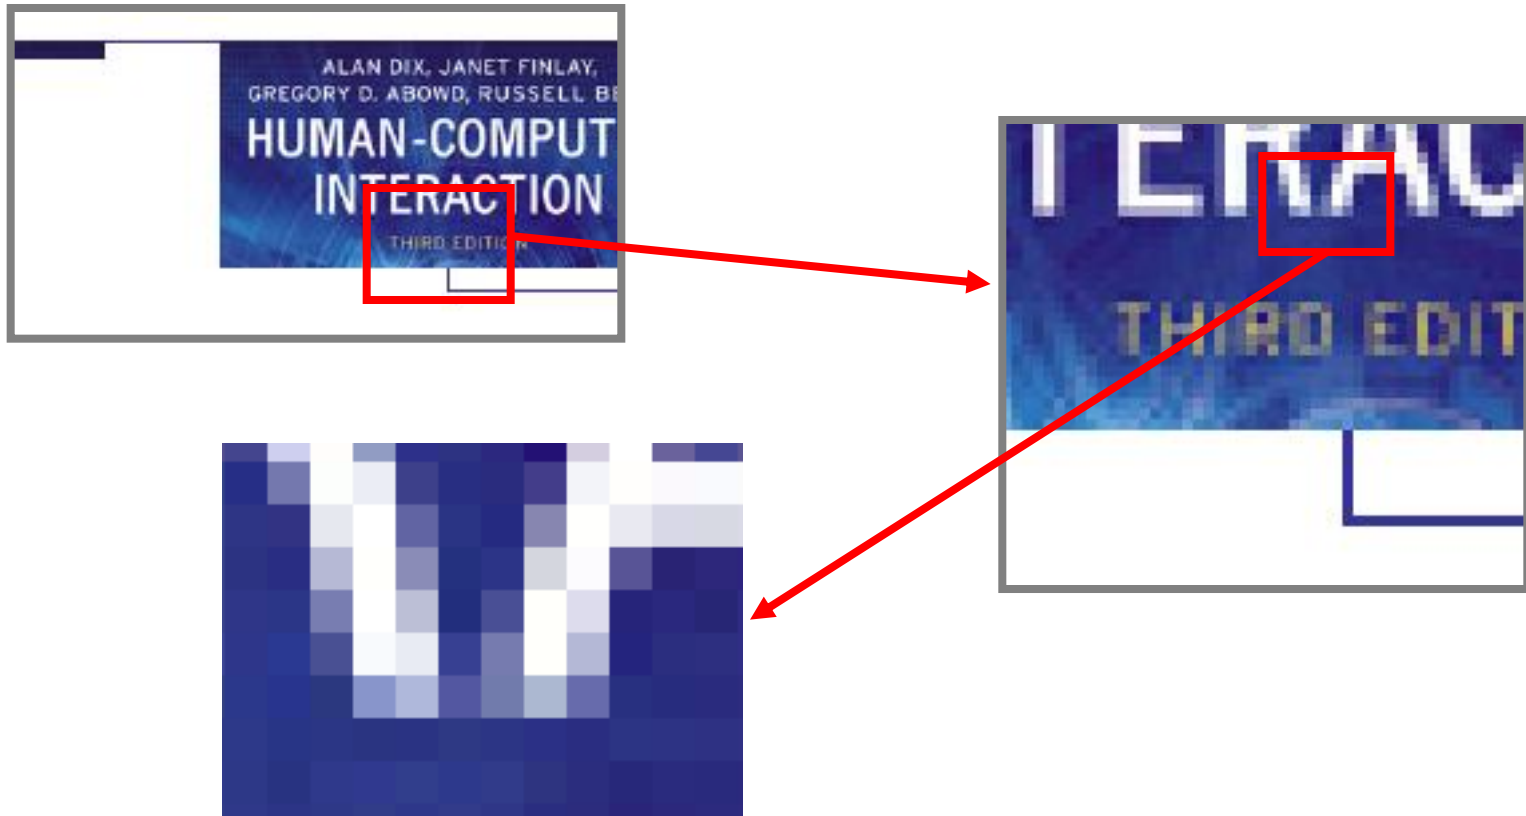 ALAN DIX, JANET FINLAY,
GREGORY D. ABOWD, RUSSELL BE
HUMAN-COMPUT
INTERACTION
THIRD EDITION
TERAC
THIRD EDIT